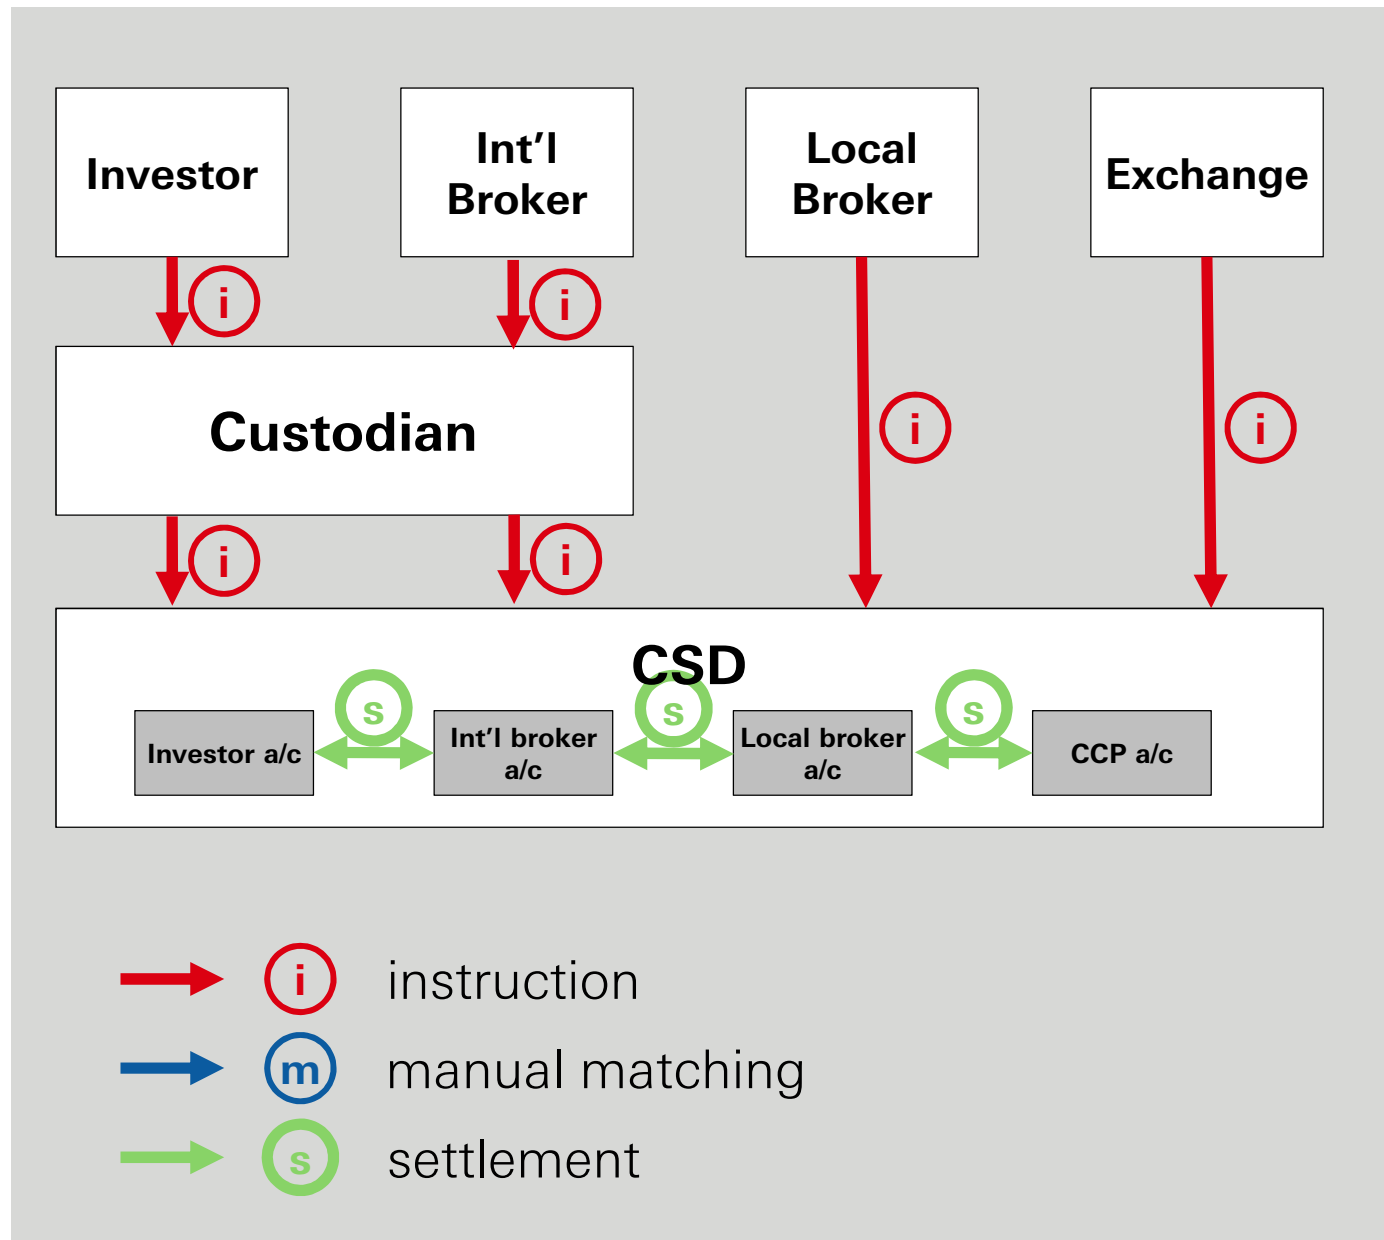 Investor
Int'l
Broker
Local
Broker
Exchange
i
i
Custodian
i
i
i
i
CSD
s
s
s
Investor a/c
Int'l broker
a/c
Local broker
a/c
CCP a/c
i instruction
m manual matching
s settlement